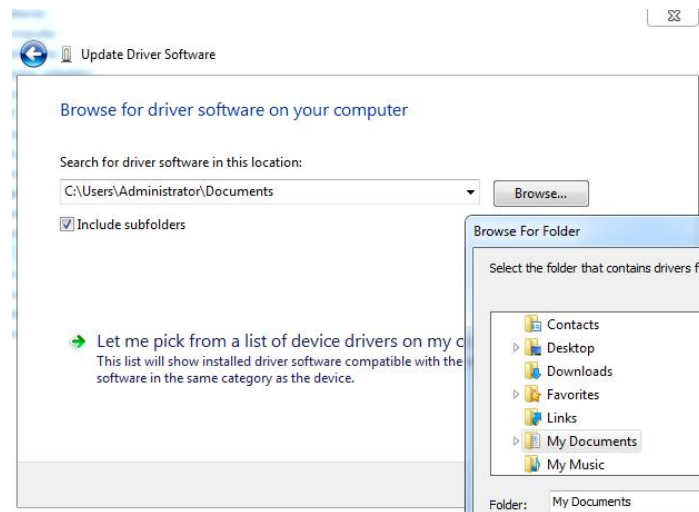 Update Driver Software
Browse for driver software on your computer
Search for driver software in this location:
C:\Users\Administrator\Documents
Browse...
Include subfolders
Browse For Folder
Select the folder that contains drivers f
Let me pick from a list of device drivers on my c
This list will show installed driver software compatible with the
software in the same category as the device.
Contacts
Desktop
Downloads
Favorites
Links
My Documents
My Music
Folder: My Documents